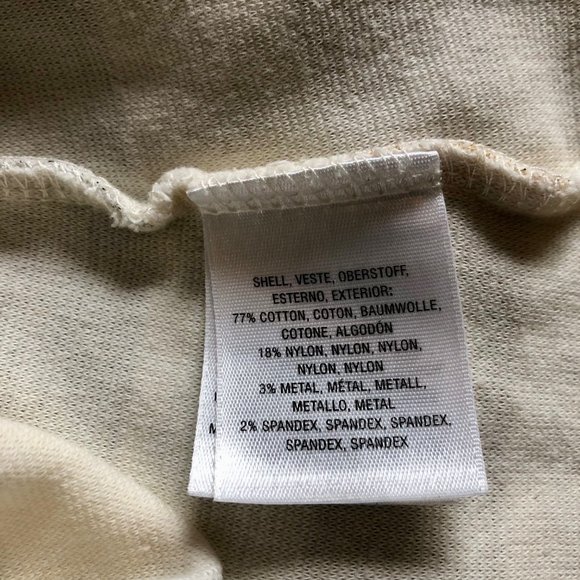 SHELL, VESTE, OBERSTOFF,
ESTERNO, EXTERIOR:
77% COTTON, COTON, BAUMWOLLE,
COTONE, ALGODÓN
18% NYLON, NYLON, NYLON,
NYLON, NYLON
3% METAL, MÉTAL, METALL,
METALLO, METAL
2% SPANDEX, SPANDEX, SPANDEX,
SPANDEX, SPANDEX